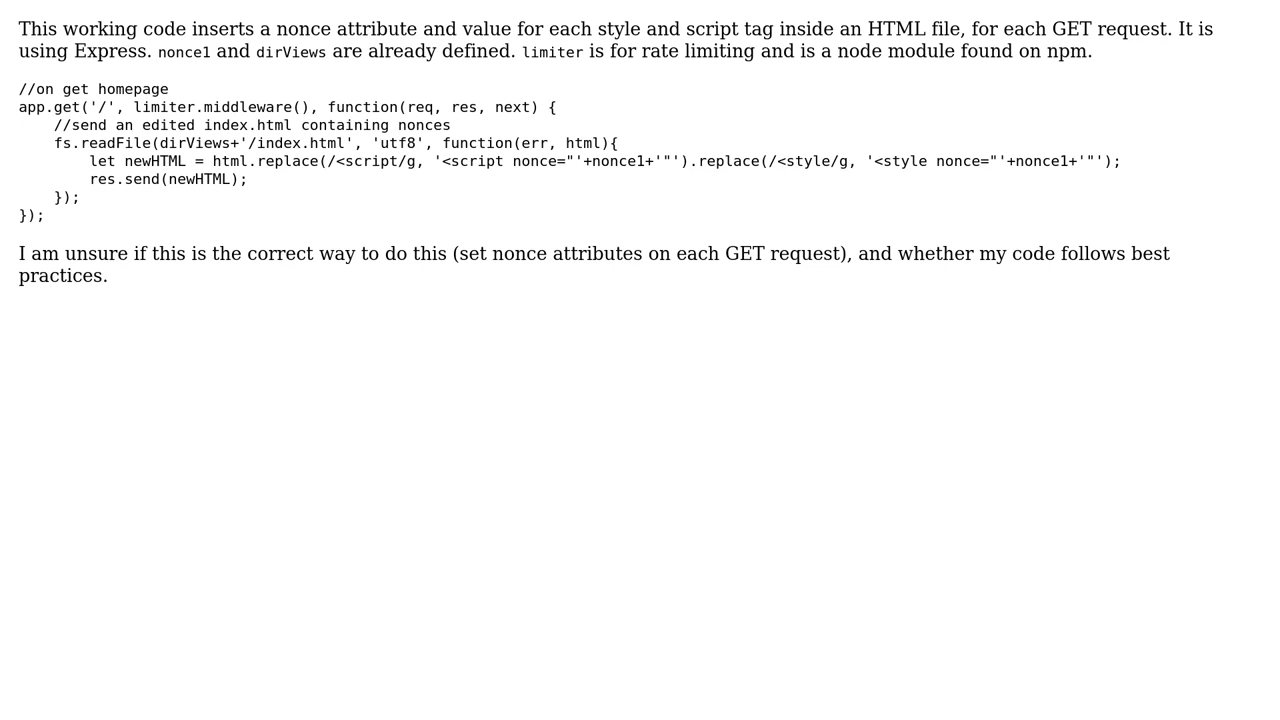 This working code inserts a nonce attribute and value for each style and script tag inside an HTML file, for each GET request. It is
using Express. nonce1 and dirViews are already defined. limiter is for rate limiting and is a node module found on npm.
//on get homepage
app.get('/', limiter.middleware(), function(req, res, next) {
    //send an edited index.html containing nonces
    fs.readFile(dirViews+'/index.html', 'utf8', function(err, html){
        let newHTML = html.replace(/<script/g, '<script nonce="'+nonce1+'"').replace(/<style/g, '<style nonce="'+nonce1+'"');
        res.send(newHTML);
    });
});
I am unsure if this is the correct way to do this (set nonce attributes on each GET request), and whether my code follows best
practices.